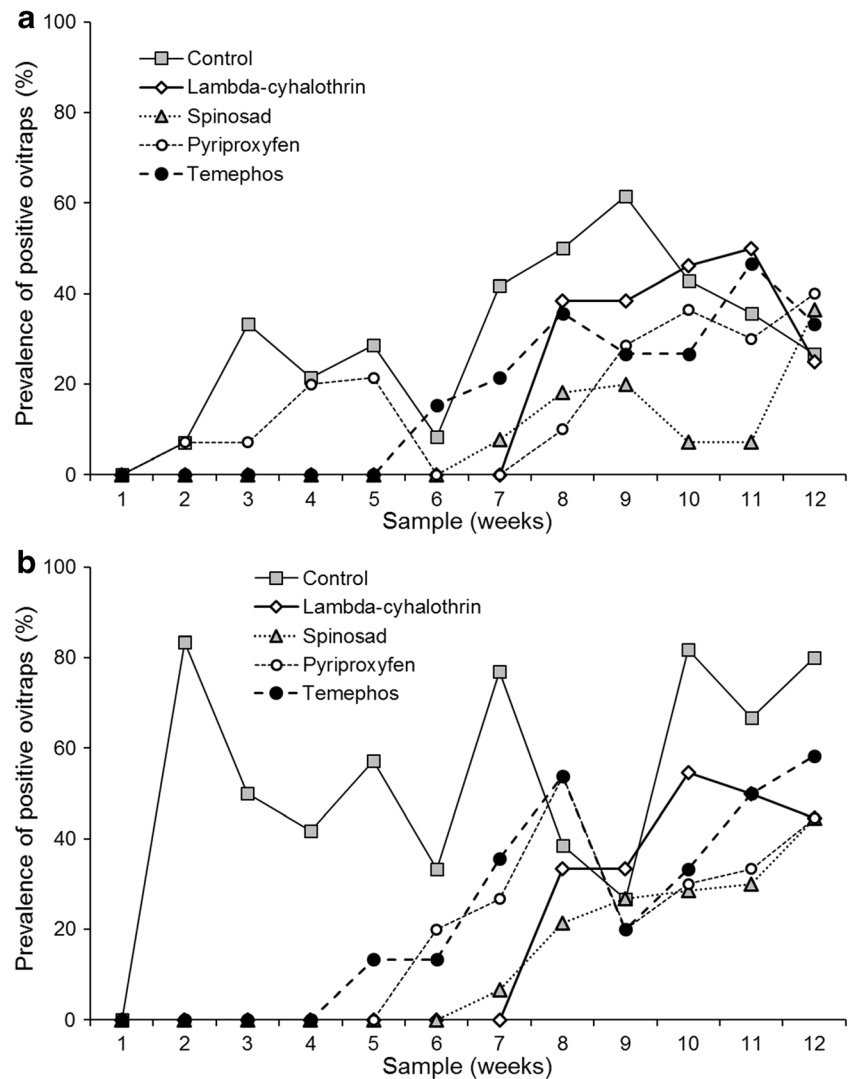 a
Prevalence of positive ovitraps (%)
100
80
60
40
20
0
Control
Lambda-cyhalothrin
Spinosad
Pyriproxyfen
Temephos
1 2 3 4 5 6 7 8 9 10 11 12
Sample (weeks)
b
Prevalence of positive ovitraps (%)
100
80
60
40
20
0
Control
Lambda-cyhalothrin
Spinosad
Pyriproxyfen
Temephos
1 2 3 4 5 6 7 8 9 10 11 12
Sample (weeks)